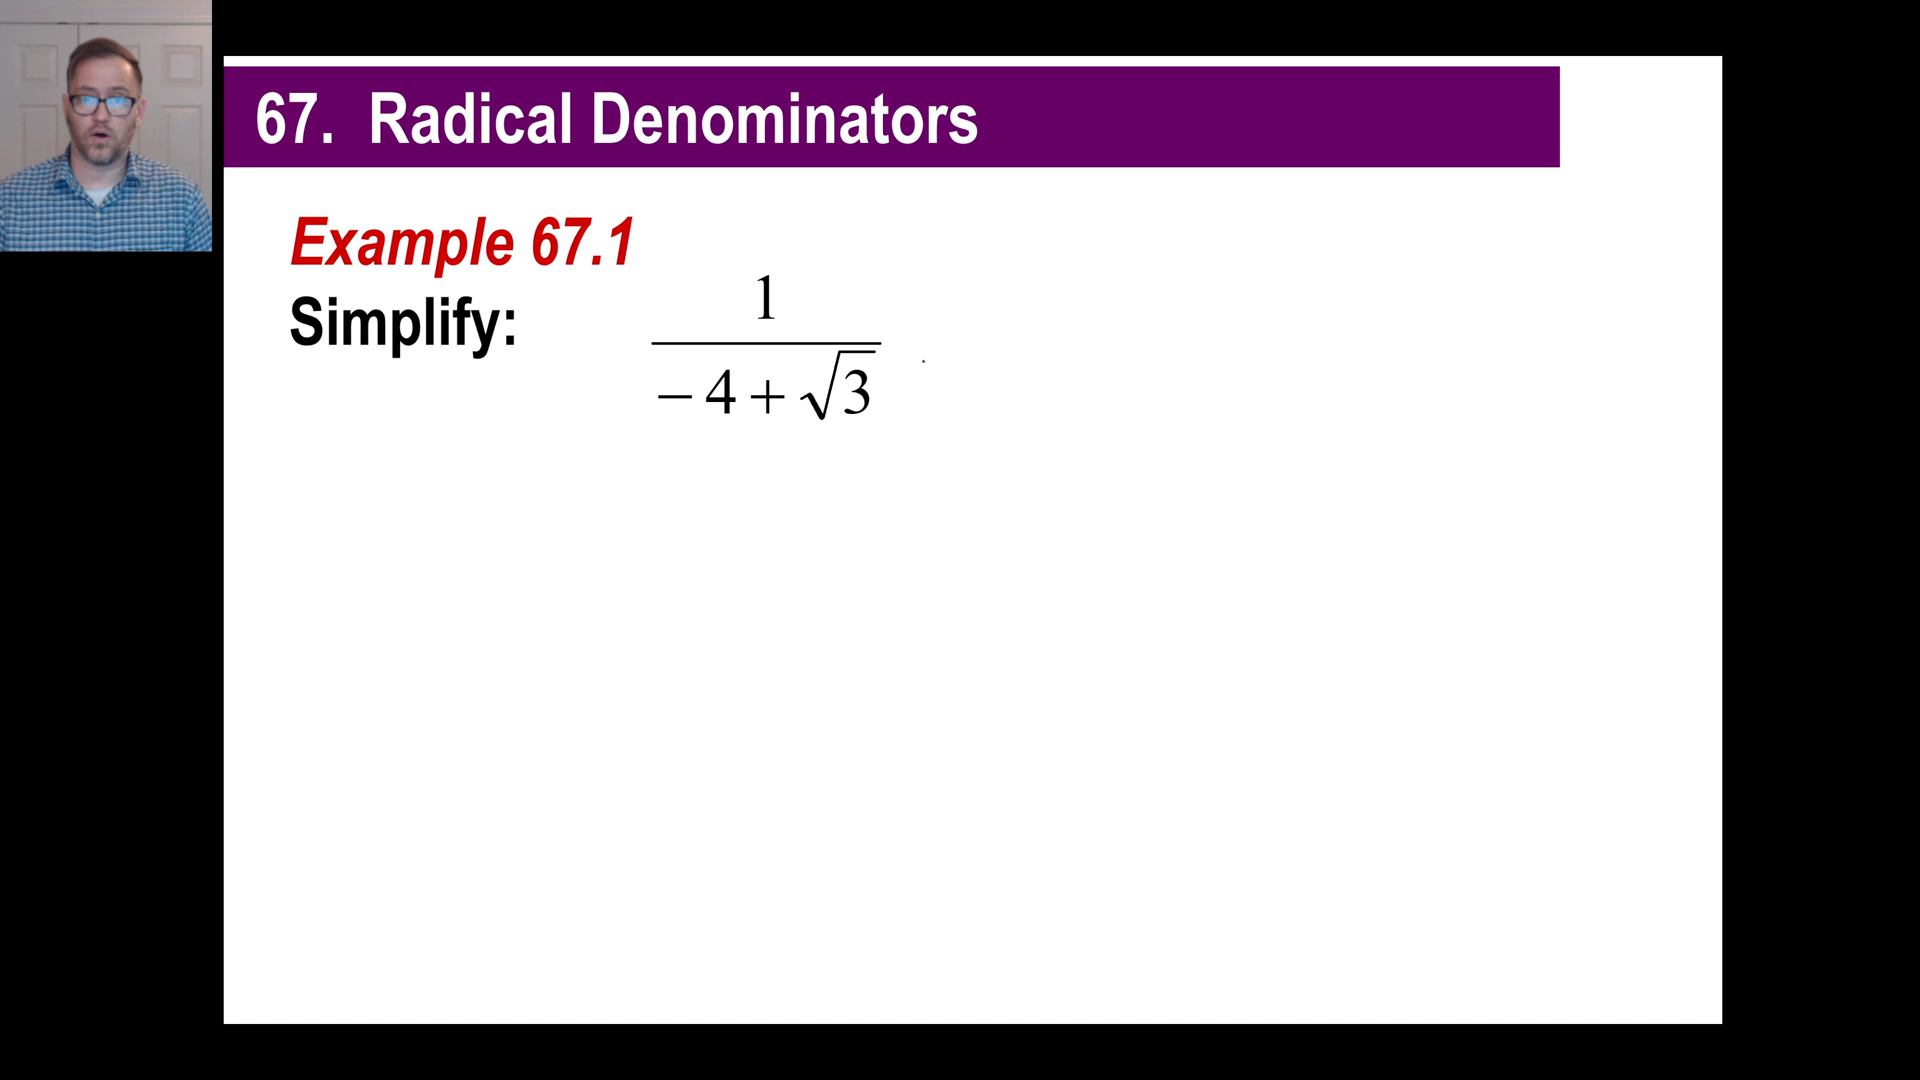 67. Radical Denominators
Example 67.1
Simplify:
1
− 4 + √3